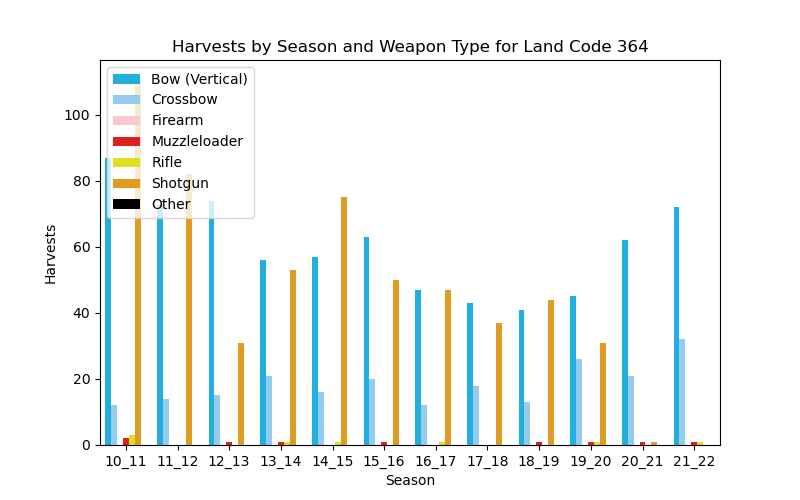 Harvests by Season and Weapon Type for Land Code 364
Bow (Vertical)
Crossbow
Firearm
Muzzleloader
Rifle
Shotgun
Other
100
80
60
40
20
0
Harvests
10_11 11_12 12_13 13_14 14_15 15_16 16_17 17_18 18_19 19_20 20_21 21_22
Season